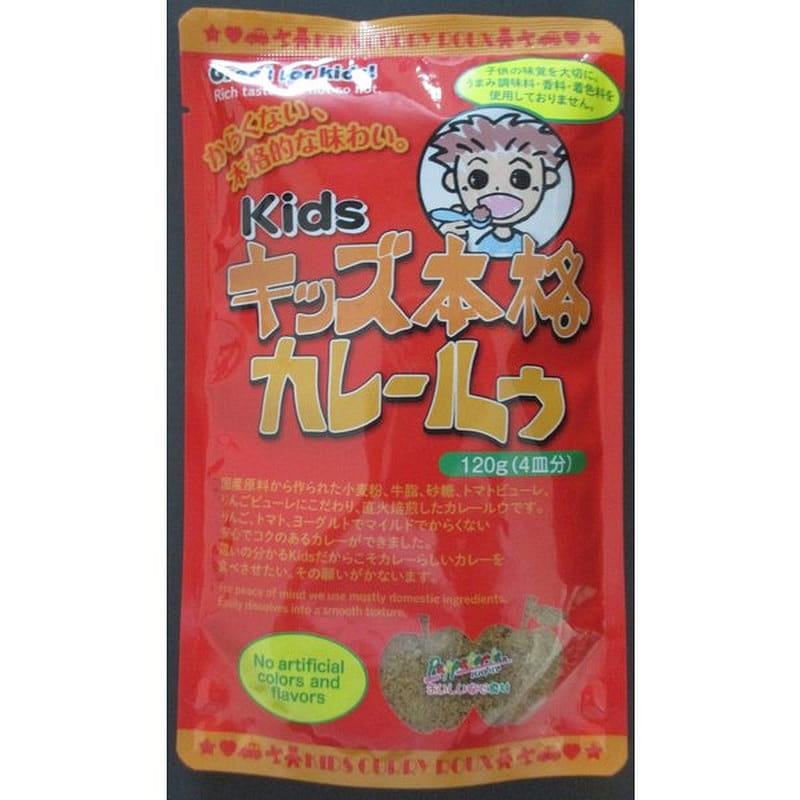 KIDS CURRY ROUX
Great for kids!
Rich taste, not so hot.
子供の味覚を大切に。
うまみ調味料・香料・着色料を
使用しておりません。
からくない、
本格的な味わい。
Kids
キッズ本格
カレールゥ
120g(4皿分)
国産原料から作られた小麦粉、牛脂、砂糖、トマトピューレ、
りんごピューレにこだわり、直火焙煎したカレールウです。
りんご、トマト、ヨーグルトでマイルドでからくない
安心でコクのあるカレーができました。
違いの分かるKidsだからこそカレーらしいカレーを
食べさせたい。その願いがかないます。
For peace of mind we use mostly domestic ingredients.
Easily dissolves into a smooth texture.
No artificial
colors and
flavors
KIDS CURRY ROUX